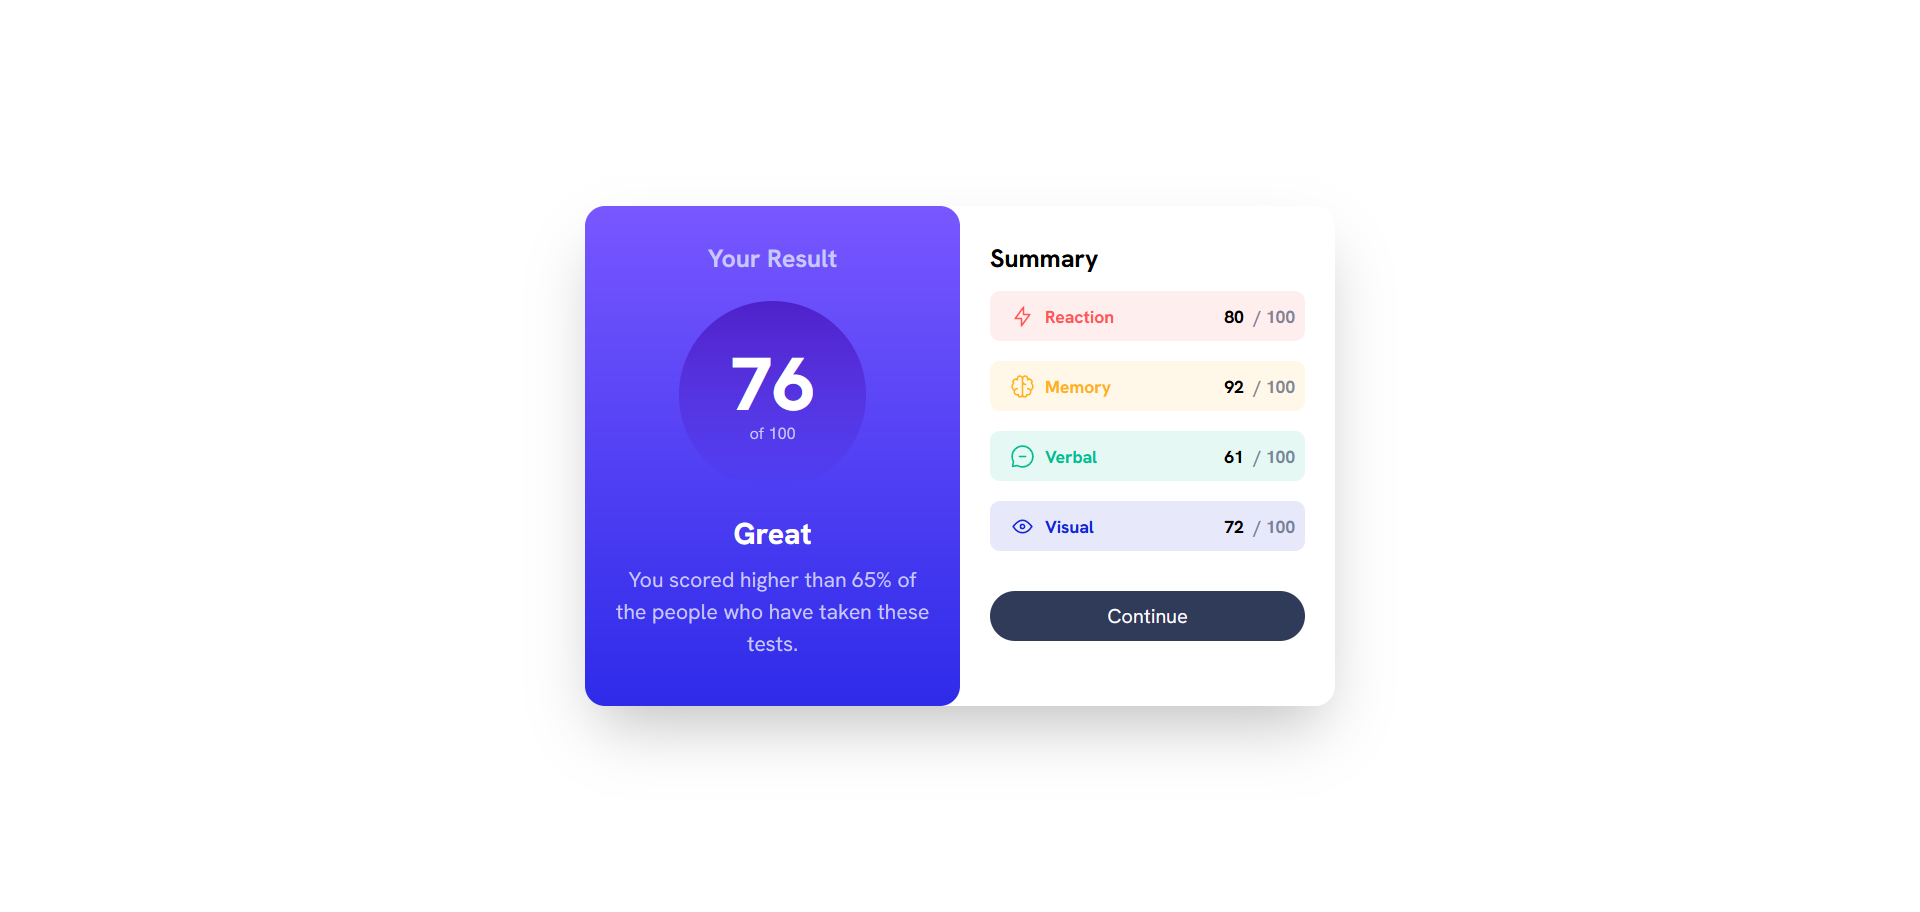 Your Result
76
of 100
Great
You scored higher than 65% of
the people who have taken these
tests.
Summary
Reaction 80 / 100
Memory 92 / 100
Verbal 61 / 100
Visual 72 / 100
Continue